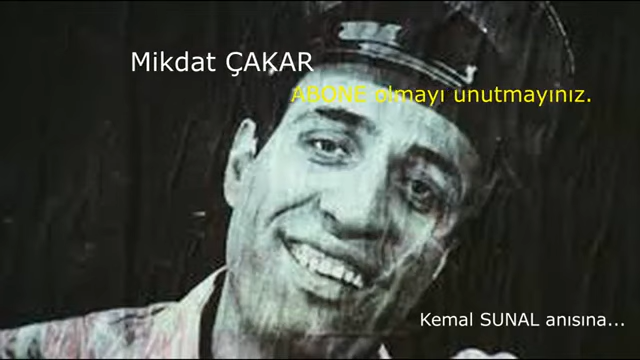 Mikdat ÇAKAR
ABONE olmayı unutmayınız.
Kemal SUNAL anısına...